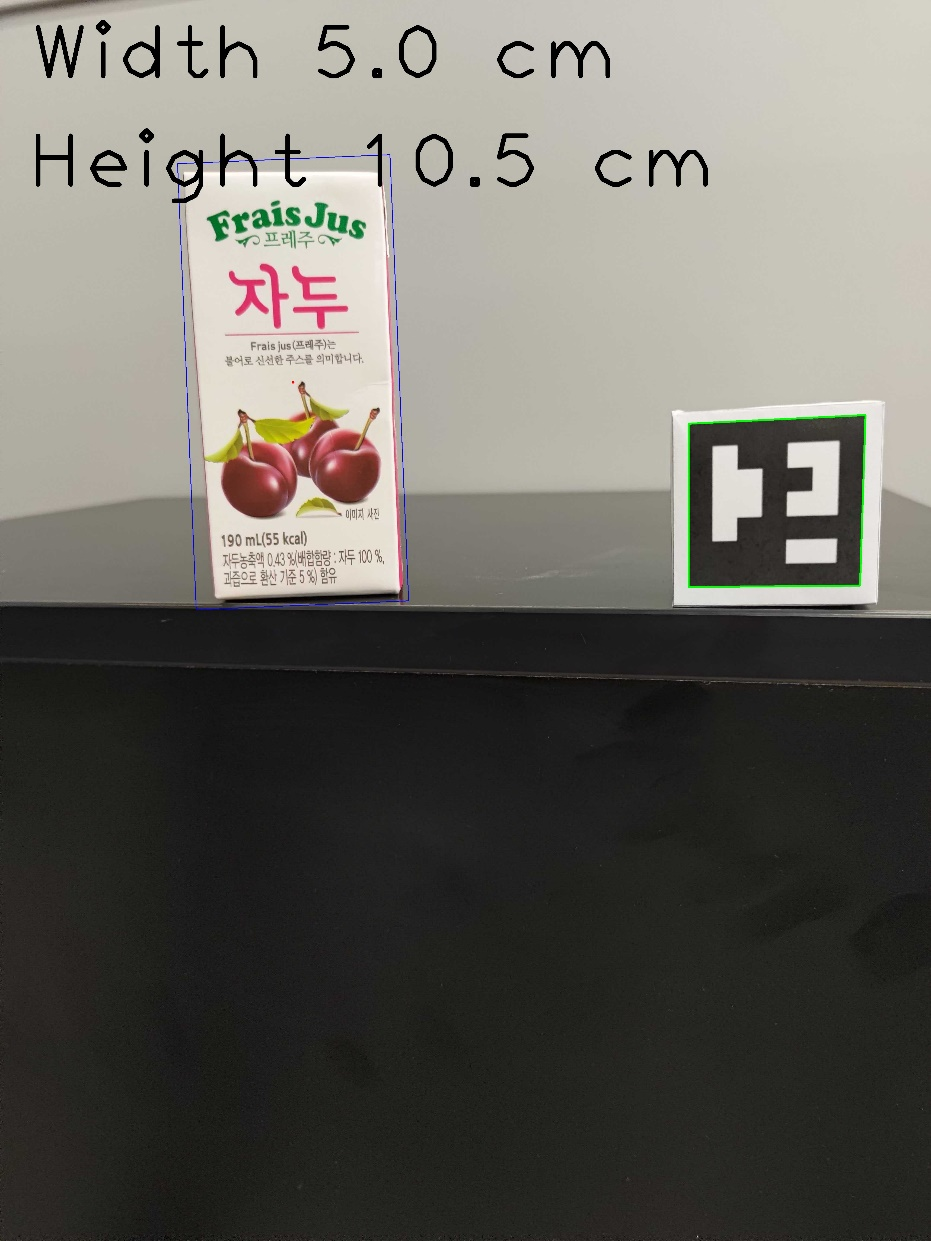 Width 5.0 cm
Height 10.5 cm
Frais Jus
프레주
자두
Frais jus(프레주)는
불어로 신선한 주스를 의미합니다.
이미지 사진
190 mL(55 kcal)
자두농축액 0.43 %(배합함량 : 자두 100 %,
과즙으로 환산 기준 5 %) 함유